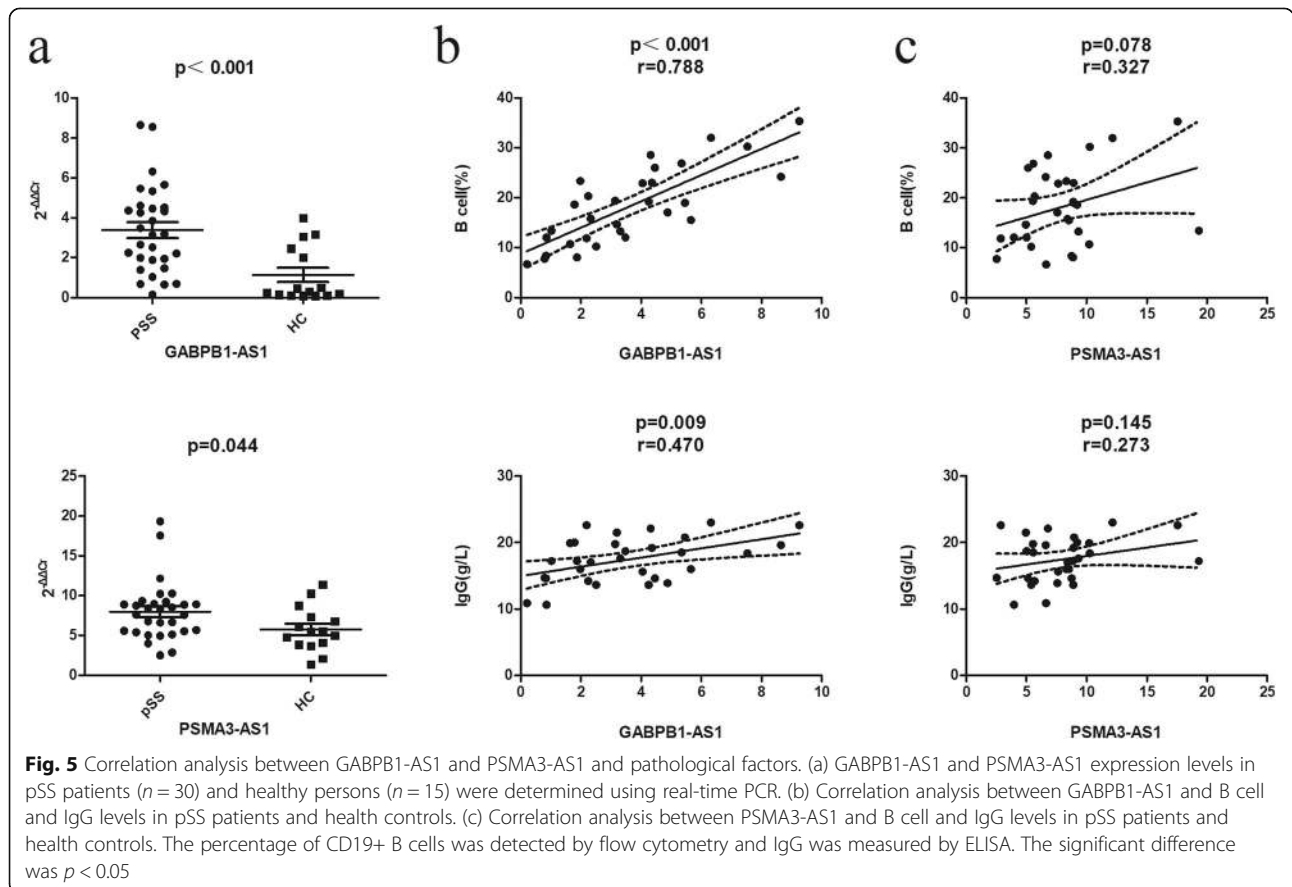 a
p< 0.001
2-ΔΔCT
10
8
6
4
2
0
PSS
HC
GABPB1-AS1
b
p< 0.001
r=0.788
B cell(%)
40
30
20
10
0
0 2 4 6 8 10
GABPB1-AS1
c
p=0.078
r=0.327
B cell(%)
40
30
20
10
0
0 5 10 15 20 25
PSMA3-AS1
p=0.044
2-ΔΔCT
25
20
15
10
5
0
pSS
HC
PSMA3-AS1
p=0.009
r=0.470
IgG(g/L)
30
20
10
0
0 2 4 6 8 10
GABPB1-AS1
p=0.145
r=0.273
IgG(g/L)
30
20
10
0
0 5 10 15 20 25
PSMA3-AS1
Fig. 5 Correlation analysis between GABPB1-AS1 and PSMA3-AS1 and pathological factors. (a) GABPB1-AS1 and PSMA3-AS1 expression levels in
pSS patients (n = 30) and healthy persons (n = 15) were determined using real-time PCR. (b) Correlation analysis between GABPB1-AS1 and B cell
and IgG levels in pSS patients and health controls. (c) Correlation analysis between PSMA3-AS1 and B cell and IgG levels in pSS patients and
health controls. The percentage of CD19+ B cells was detected by flow cytometry and IgG was measured by ELISA. The significant difference
was p < 0.05